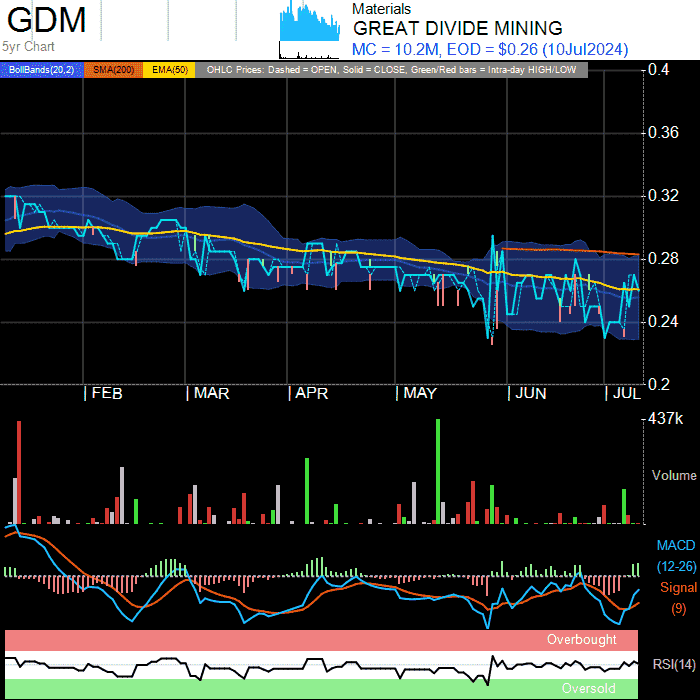 GDM
5yr Chart
Materials
GREAT DIVIDE MINING
MC = 10.2M, EOD = $0.26 (10Jul2024)
BollBands(20,2) SMA(200) EMA(50) OHLC Prices: Dashed = OPEN, Solid = CLOSE, Green/Red bars = Intra-day HIGH/LOW
0.4
0.36
0.32
0.28
0.24
0.2
FEB MAR APR MAY JUN JUL
437k
Volume
MACD
(12-26)
Signal
(9)
Overbought
RSI(14)
Oversold